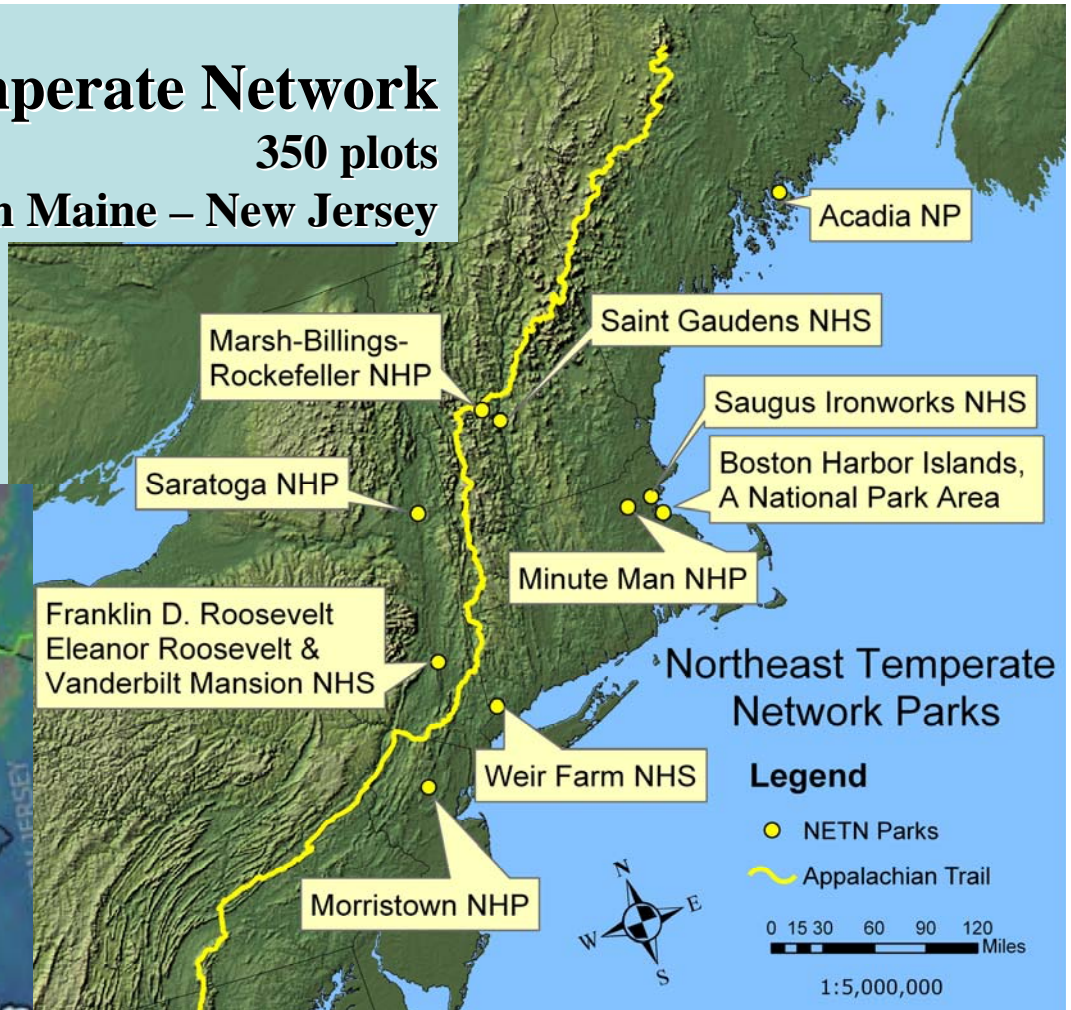 Temperate Network
350 plots
Maine – New Jersey
Acadia NP
Saint Gaudens NHS
Marsh-Billings-
Rockefeller NHP
Saugus Ironworks NHS
Boston Harbor Islands,
A National Park Area
Saratoga NHP
Minute Man NHP
Franklin D. Roosevelt
Eleanor Roosevelt &
Vanderbilt Mansion NHS
Northeast Temperate
Network Parks
Weir Farm NHS
Legend
NETN Parks
Appalachian Trail
Morristown NHP
N
E
W
S
0 15 30 60 90 120
Miles
1:5,000,000
JERSEY